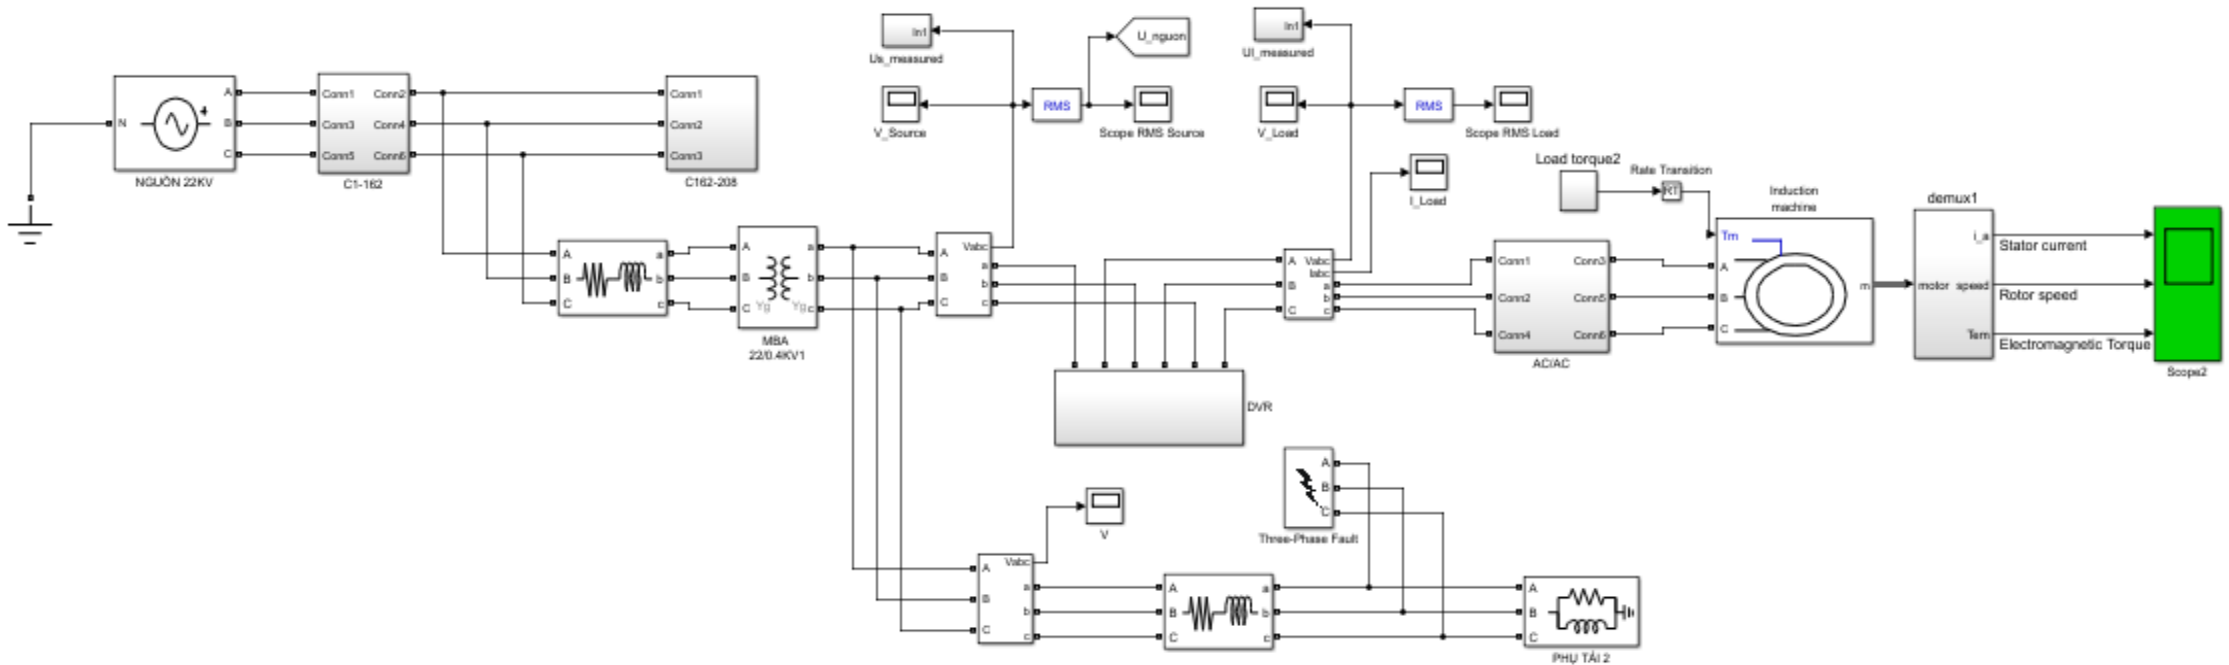 N
A
B
C
NGUỒN 22KV
Conn1
Conn3
Conn5
Conn2
Conn4
Conn6
C1-162
Conn1
Conn2
Conn3
C162-208
In1
Us_measured
U_nguon
V_Source
RMS
Scope RMS Source
In1
Ul_measured
V_Load
RMS
Scope RMS Load
I_Load
Load torque2
Rate Transition
RT
Induction
machine
Tm
A
B
C
m
demux1
motor
i_a
speed
Tem
Stator current
Rotor speed
Electromagnetic Torque
Scope2
A
B
C
a
b
c
A
B
C
a
b
c
Yg
Yg
MBA
22/0.4KV1
A
B
C
Vabc
a
b
c
A
B
C
Vabc
Iabc
a
b
c
Conn1
Conn2
Conn4
Conn3
Conn5
Conn6
AC/AC
DVR
A
B
C
Three-Phase Fault
V
A
B
C
Vabc
a
b
c
A
B
C
a
b
c
A
B
C
PHỤ TẢI 2